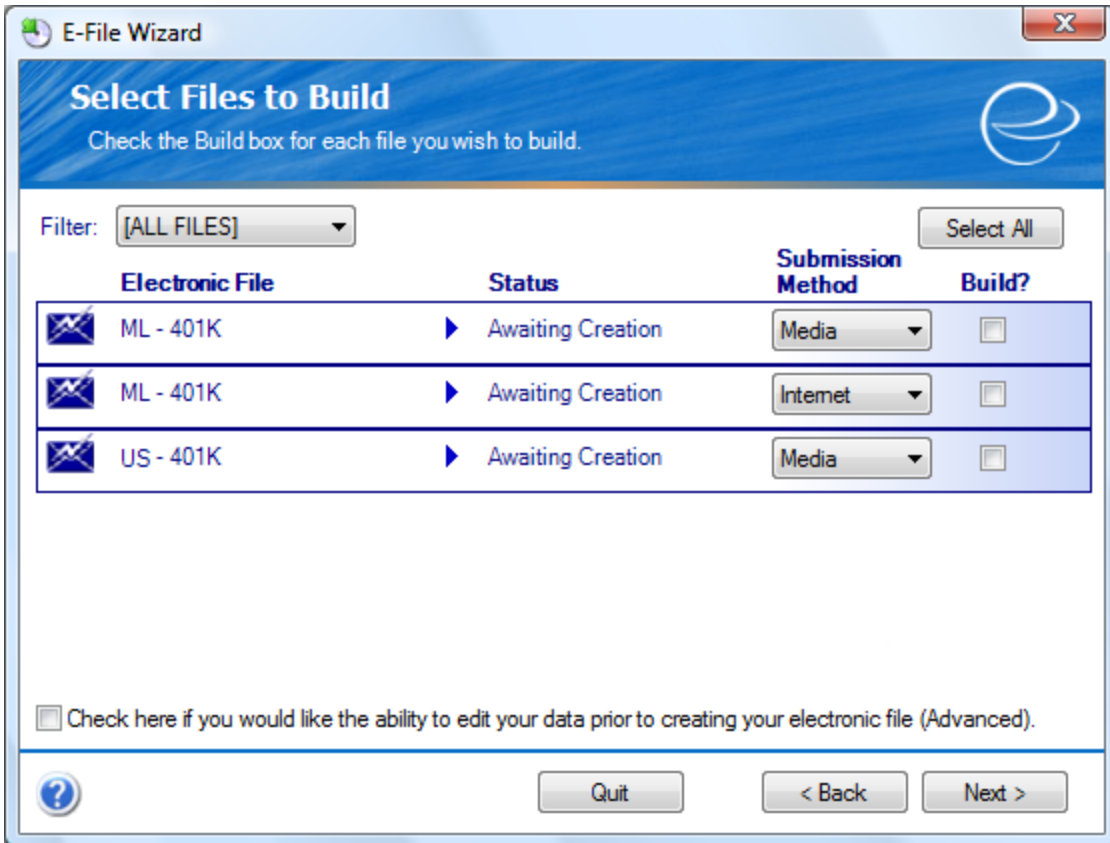 E-File Wizard
Select Files to Build
Check the Build box for each file you wish to build.
Filter: [ALL FILES] Select All
Electronic File Status Submission Method Build?
ML - 401K Awaiting Creation Media
ML - 401K Awaiting Creation Internet
US - 401K Awaiting Creation Media
Check here if you would like the ability to edit your data prior to creating your electronic file (Advanced).
? Quit < Back Next >